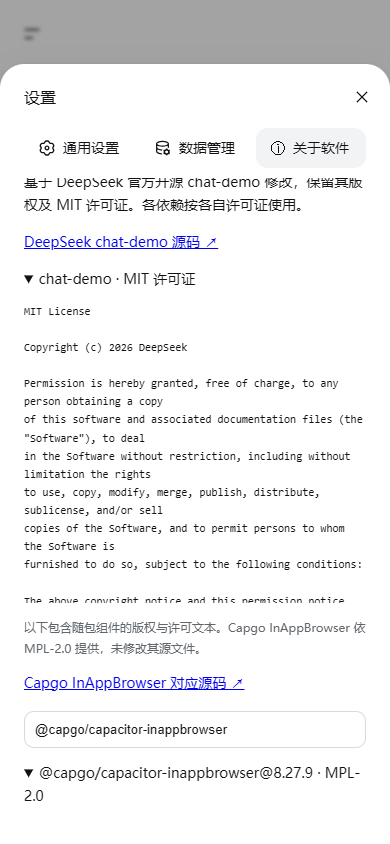 设置
通用设置
数据管理
关于软件
基于 DeepSeek 官方开源 chat-demo 修改，保留其版
权及 MIT 许可证。各依赖按各自许可证使用。
DeepSeek chat-demo 源码 ↗
▼ chat-demo · MIT 许可证
MIT License
Copyright (c) 2026 DeepSeek
Permission is hereby granted, free of charge, to any
person obtaining a copy
of this software and associated documentation files (the
"Software"), to deal
in the Software without restriction, including without
limitation the rights
to use, copy, modify, merge, publish, distribute,
sublicense, and/or sell
copies of the Software, and to permit persons to whom
the Software is
furnished to do so, subject to the following conditions:
The above copyright notice and this permission notice
以下包含随包组件的版权与许可文本。Capgo InAppBrowser 依
MPL-2.0 提供，未修改其源文件。
Capgo InAppBrowser 对应源码 ↗
@capgo/capacitor-inappbrowser
▼ @capgo/capacitor-inappbrowser@8.27.9 · MPL-
2.0